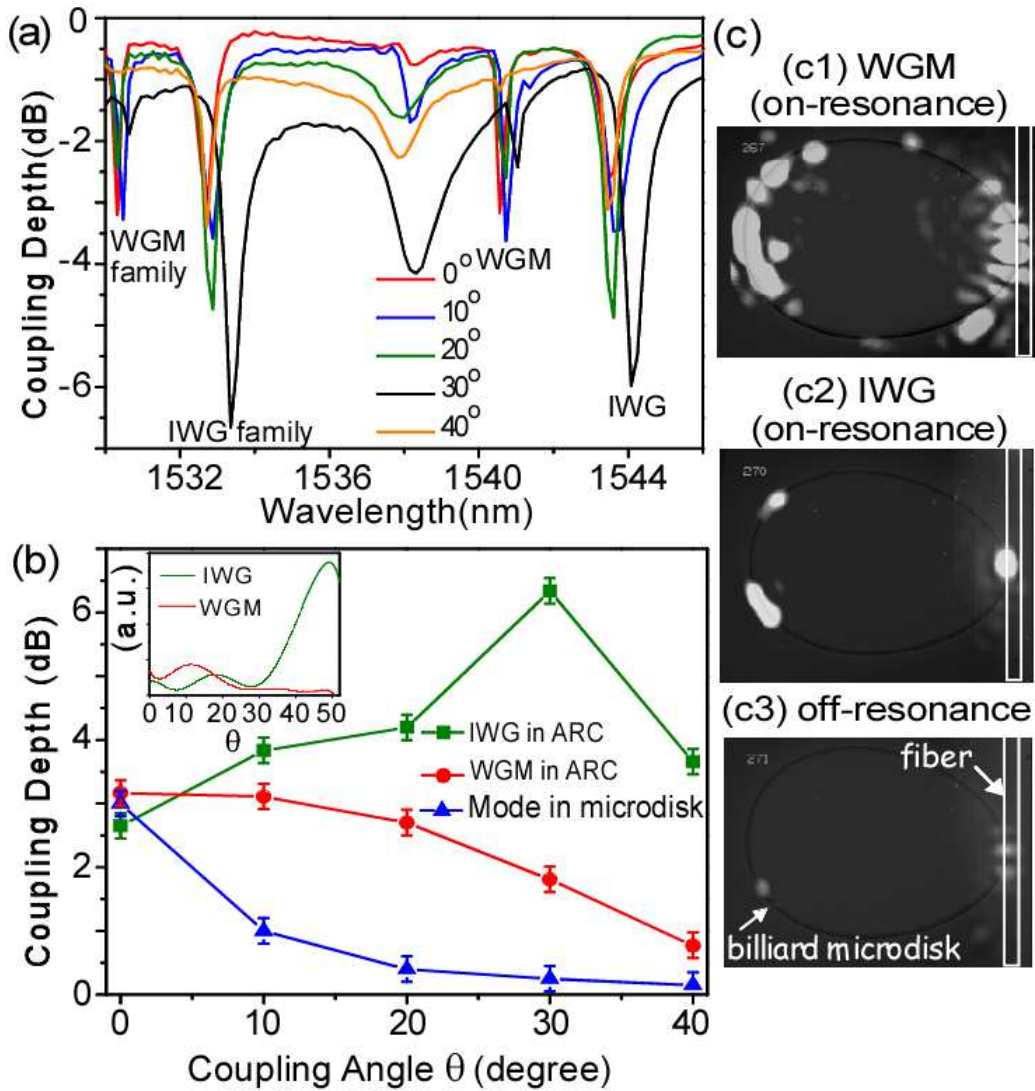 (a)
0
-2
-4
-6
Coupling Depth(dB)
WGM
family
WGM
0°
10°
20°
30°
40°
IWG family
IWG
1532
1536
1540
1544
Wavelength(nm)
(b)
6
4
2
0
Coupling Depth (dB)
(a.u.)
IWG
WGM
0 10 20 30 40 50
θ
IWG in ARC
WGM in ARC
Mode in microdisk
0
10
20
30
40
Coupling Angle θ (degree)
(c)
(c1) WGM
(on-resonance)
267
(c2) IWG
(on-resonance)
270
(c3) off-resonance
271
fiber
billiard microdisk